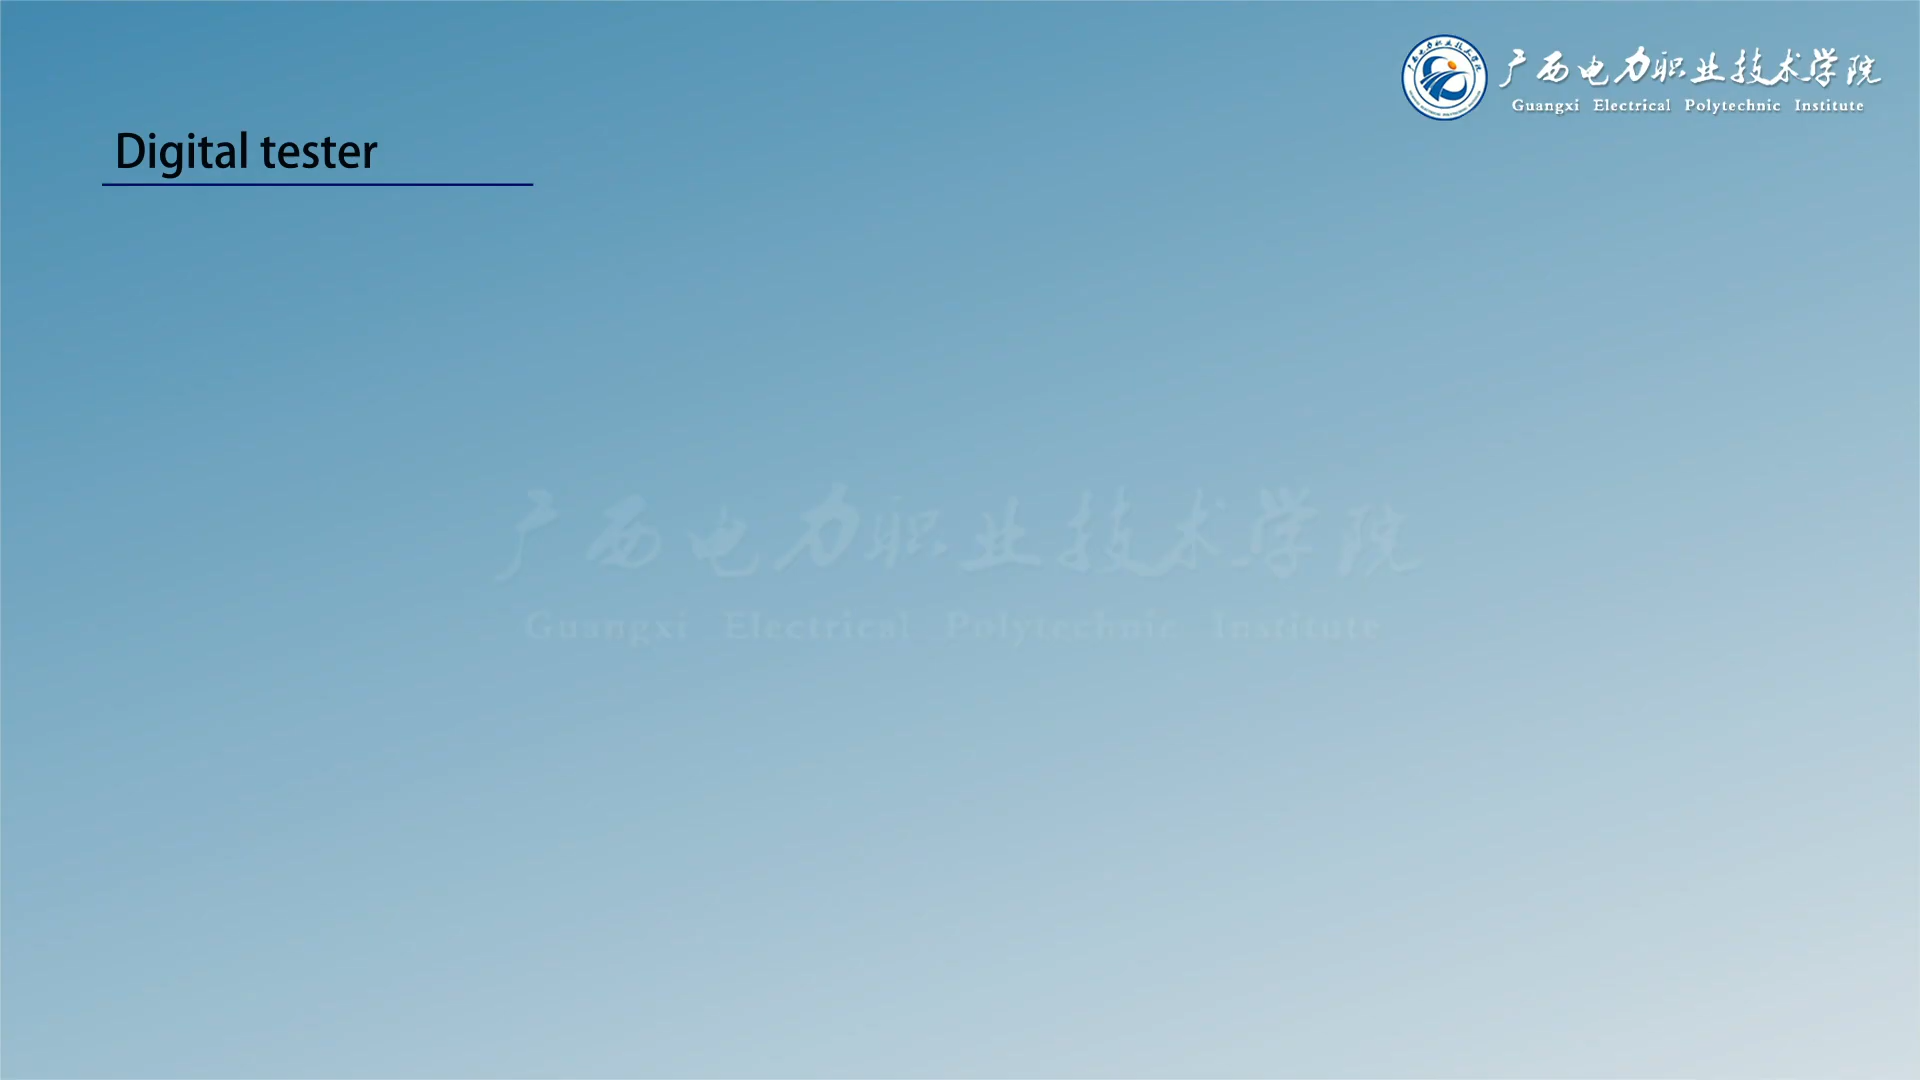 广西电力职业技术学院
Guangxi Electrical Polytechnic Institute
Digital tester
广西电力职业技术学院
Guangxi Electrical Polytechnic Institute